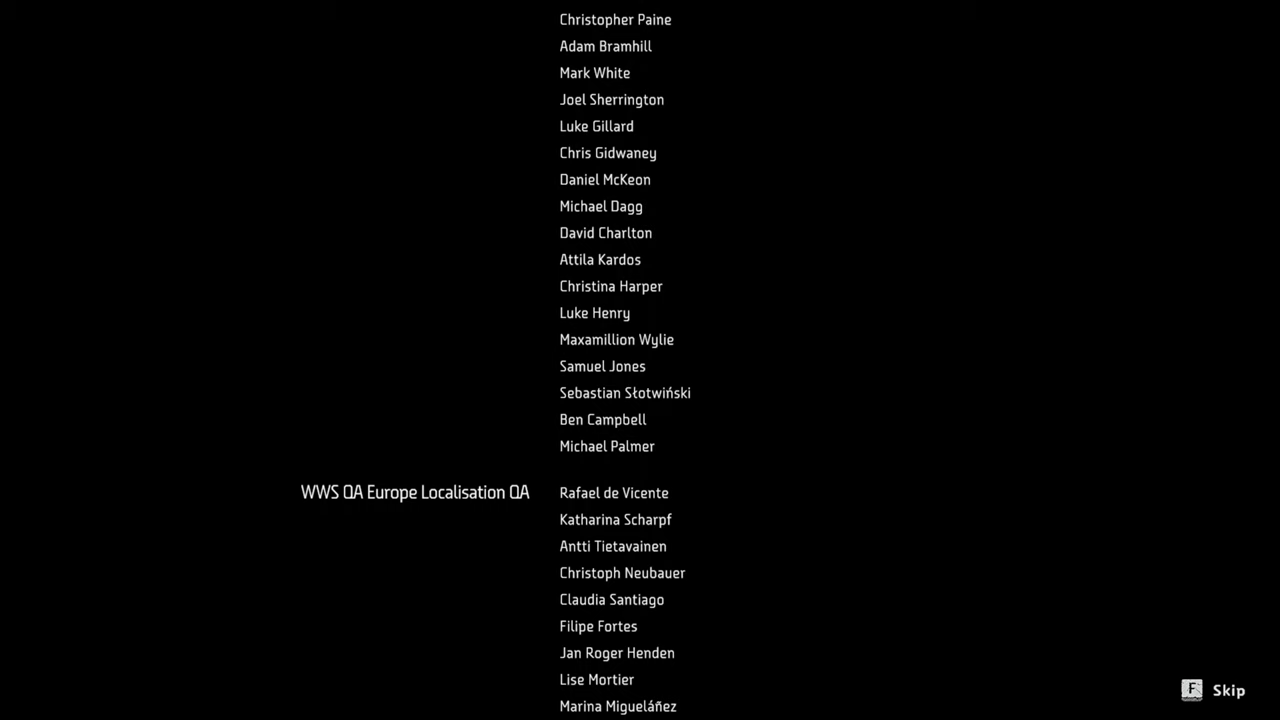 Christopher Paine
Adam Bramhill
Mark White
Joel Sherrington
Luke Gillard
Chris Gidwaney
Daniel McKeon
Michael Dagg
David Charlton
Attila Kardos
Christina Harper
Luke Henry
Maxamillion Wylie
Samuel Jones
Sebastian Słotwiński
Ben Campbell
Michael Palmer
WWS QA Europe Localisation QA Rafael de Vicente
Katharina Scharpf
Antti Tietavainen
Christoph Neubauer
Claudia Santiago
Filipe Fortes
Jan Roger Henden
Lise Mortier
Marina Migueláñez
F Skip